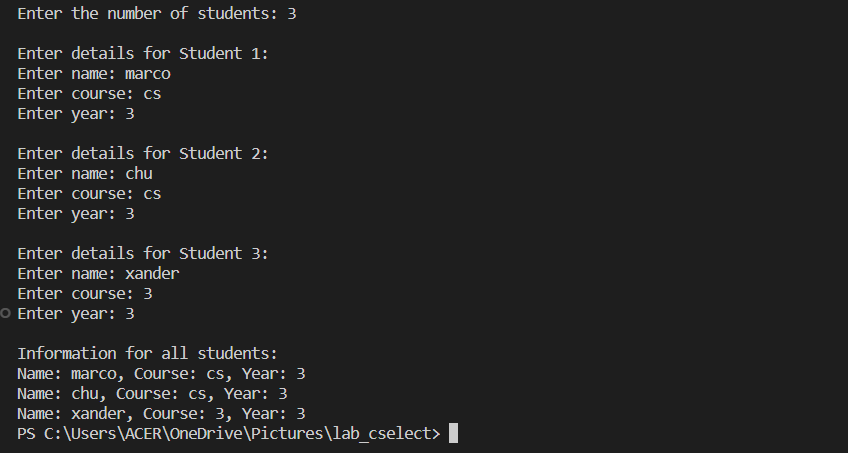 Enter the number of students: 3
Enter details for Student 1:
Enter name: marco
Enter course: cs
Enter year: 3
Enter details for Student 2:
Enter name: chu
Enter course: cs
Enter year: 3
Enter details for Student 3:
Enter name: xander
Enter course: 3
Enter year: 3
Information for all students:
Name: marco, Course: cs, Year: 3
Name: chu, Course: cs, Year: 3
Name: xander, Course: 3, Year: 3
PS C:\Users\ACER\OneDrive\Pictures\lab_cselect>